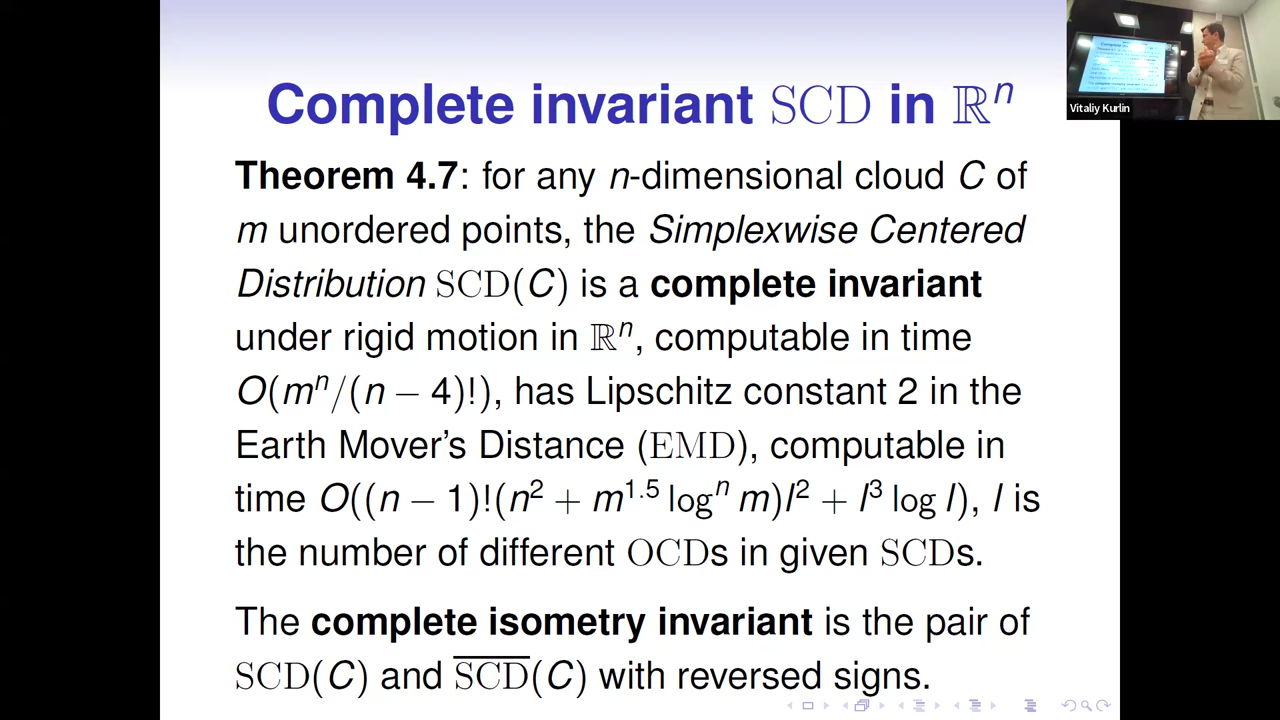 Complete invariant SCD in ℝⁿ
Theorem 4.7: for any n-dimensional cloud C of
m unordered points, the Simplexwise Centered
Distribution SCD(C) is a complete invariant
under rigid motion in ℝⁿ, computable in time
O(mⁿ/(n − 4)!), has Lipschitz constant 2 in the
Earth Mover's Distance (EMD), computable in
time O((n − 1)!(n² + m¹·⁵ logⁿ m)l² + l³ log l), l is
the number of different OCDs in given SCDs.
The complete isometry invariant is the pair of
SCD(C) and S̅C̅D̅(C) with reversed signs.
Vitaliy Kurlin